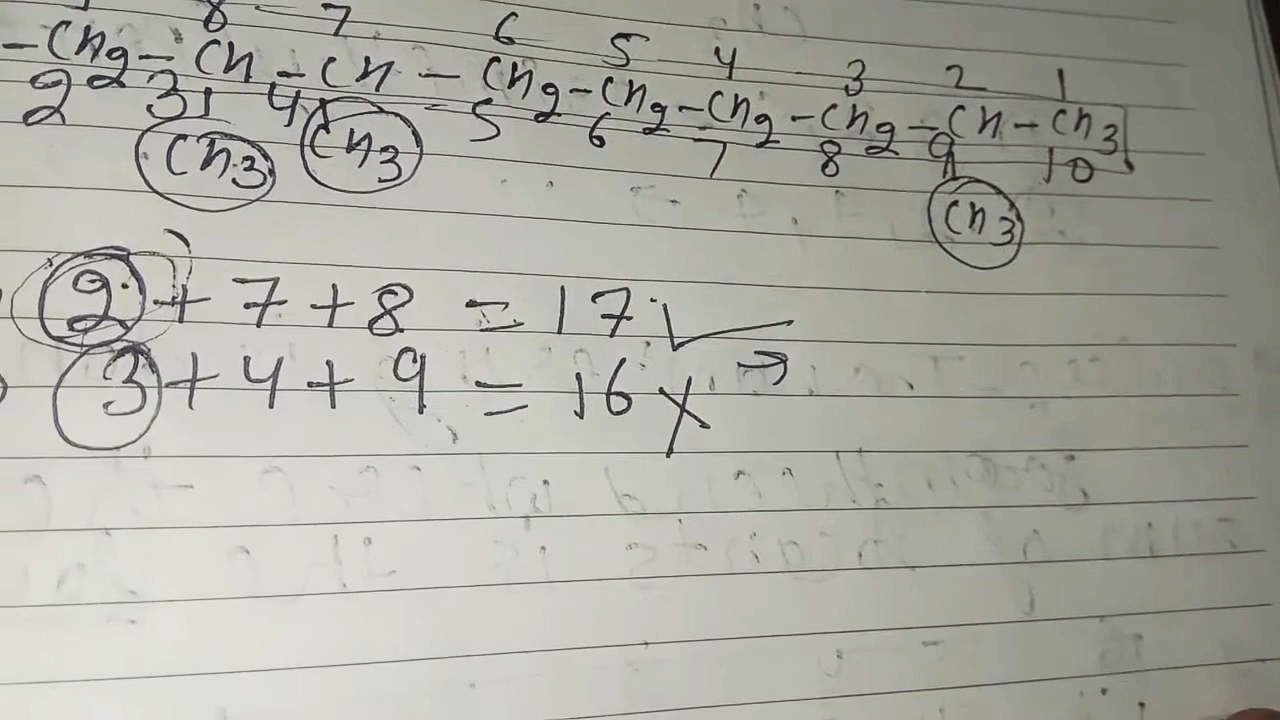 8 7 6 5 4 3 2 1
-CH2-CH-CH-CH2-CH2-CH2-CH2-CH-CH3
2 3 4 5 6 7 8 9 10
CH3 CH3 CH3
2+7+8=17✓
3+4+9=16x→